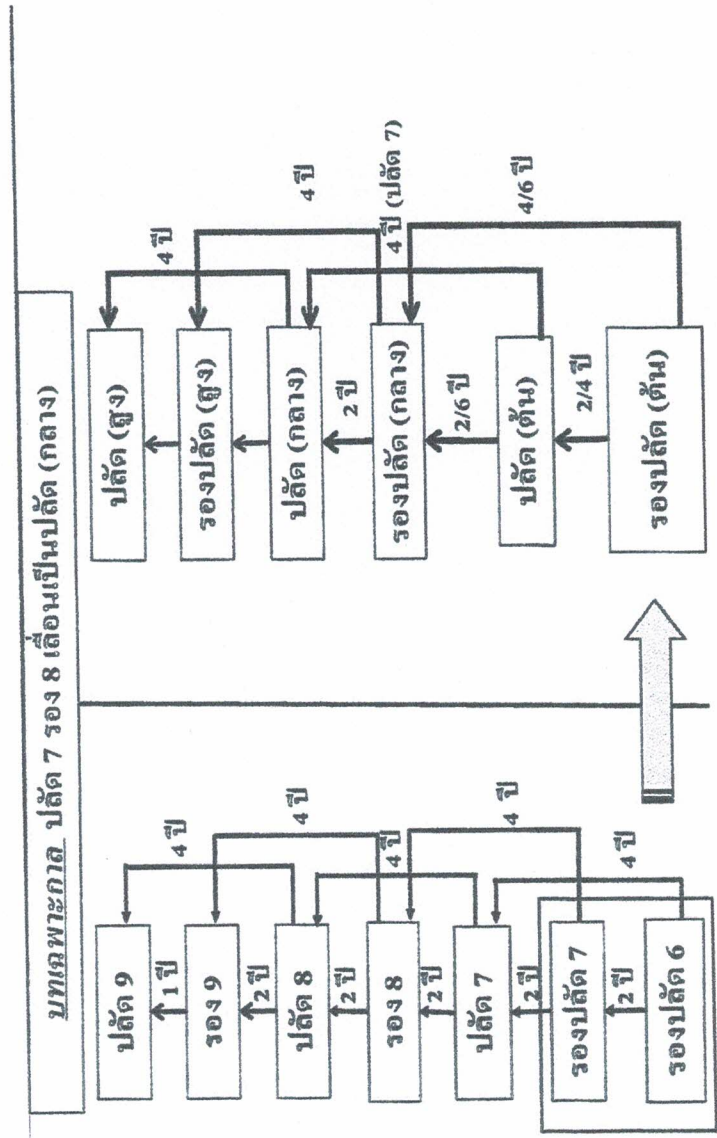 บทเฉพาะกาล ปลัด 7 รอง 8 เลื่อนเป็นปลัด (กลาง)
ปลัด 9
1 ปี
4 ปี
รอง 9
2 ปี
4 ปี
ปลัด 8
2 ปี
4 ปี
รอง 8
2 ปี
4 ปี
ปลัด 7
2 ปี
4 ปี
รองปลัด 7
2 ปี
รองปลัด 6
ปลัด (สูง)
4 ปี
รองปลัด (สูง)
4 ปี
ปลัด (กลาง)
2 ปี
4 ปี (ปลัด 7)
รองปลัด (กลาง)
2/6 ปี
4/6 ปี
ปลัด (ต้น)
2/4 ปี
รองปลัด (ต้น)